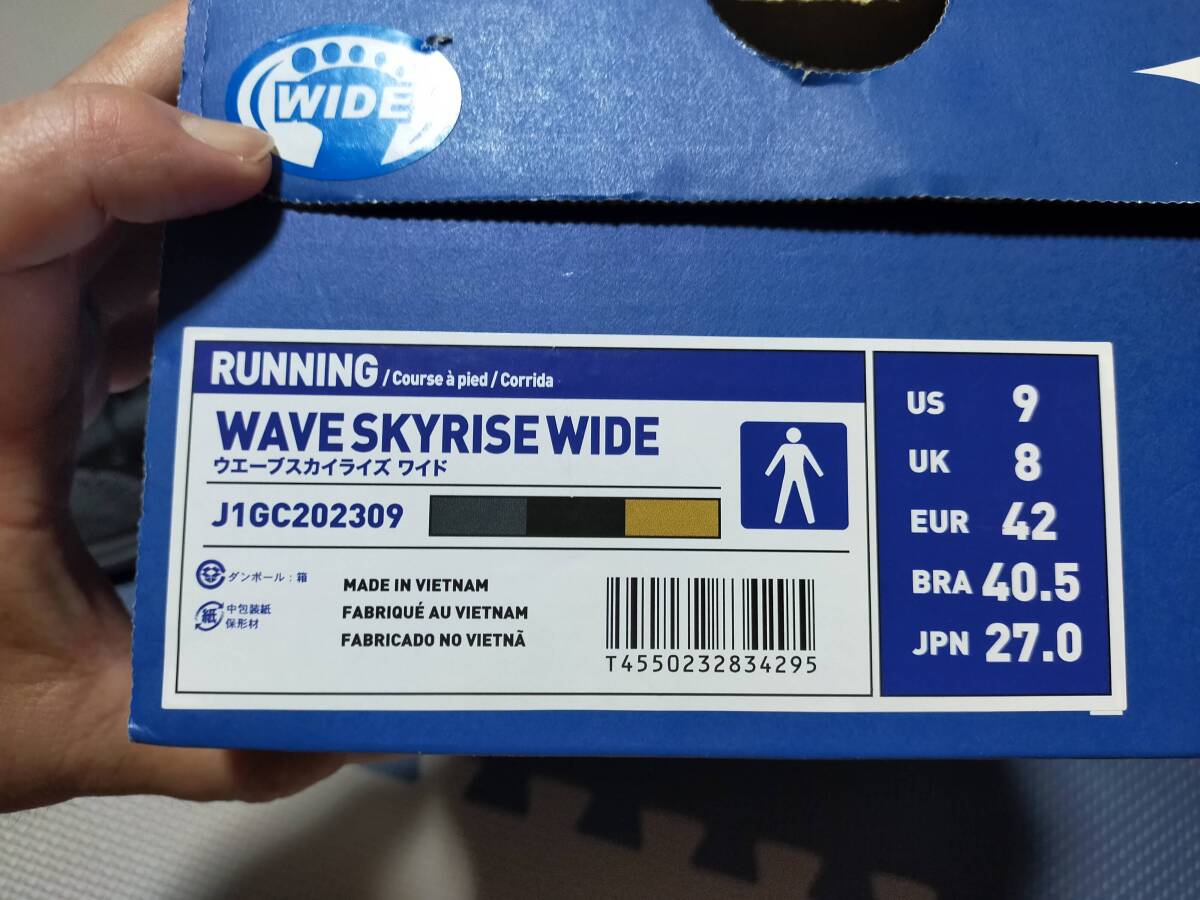 WIDE
RUNNING / Course à pied / Corrida
WAVE SKYRISE WIDE
ウエーブスカイライズ ワイド
J1GC202309
ダンボール：箱
紙 中包装紙
保形材
MADE IN VIETNAM
FABRIQUÉ AU VIETNAM
FABRICADO NO VIETNÃ
T4550232834295
US 9
UK 8
EUR 42
BRA 40.5
JPN 27.0